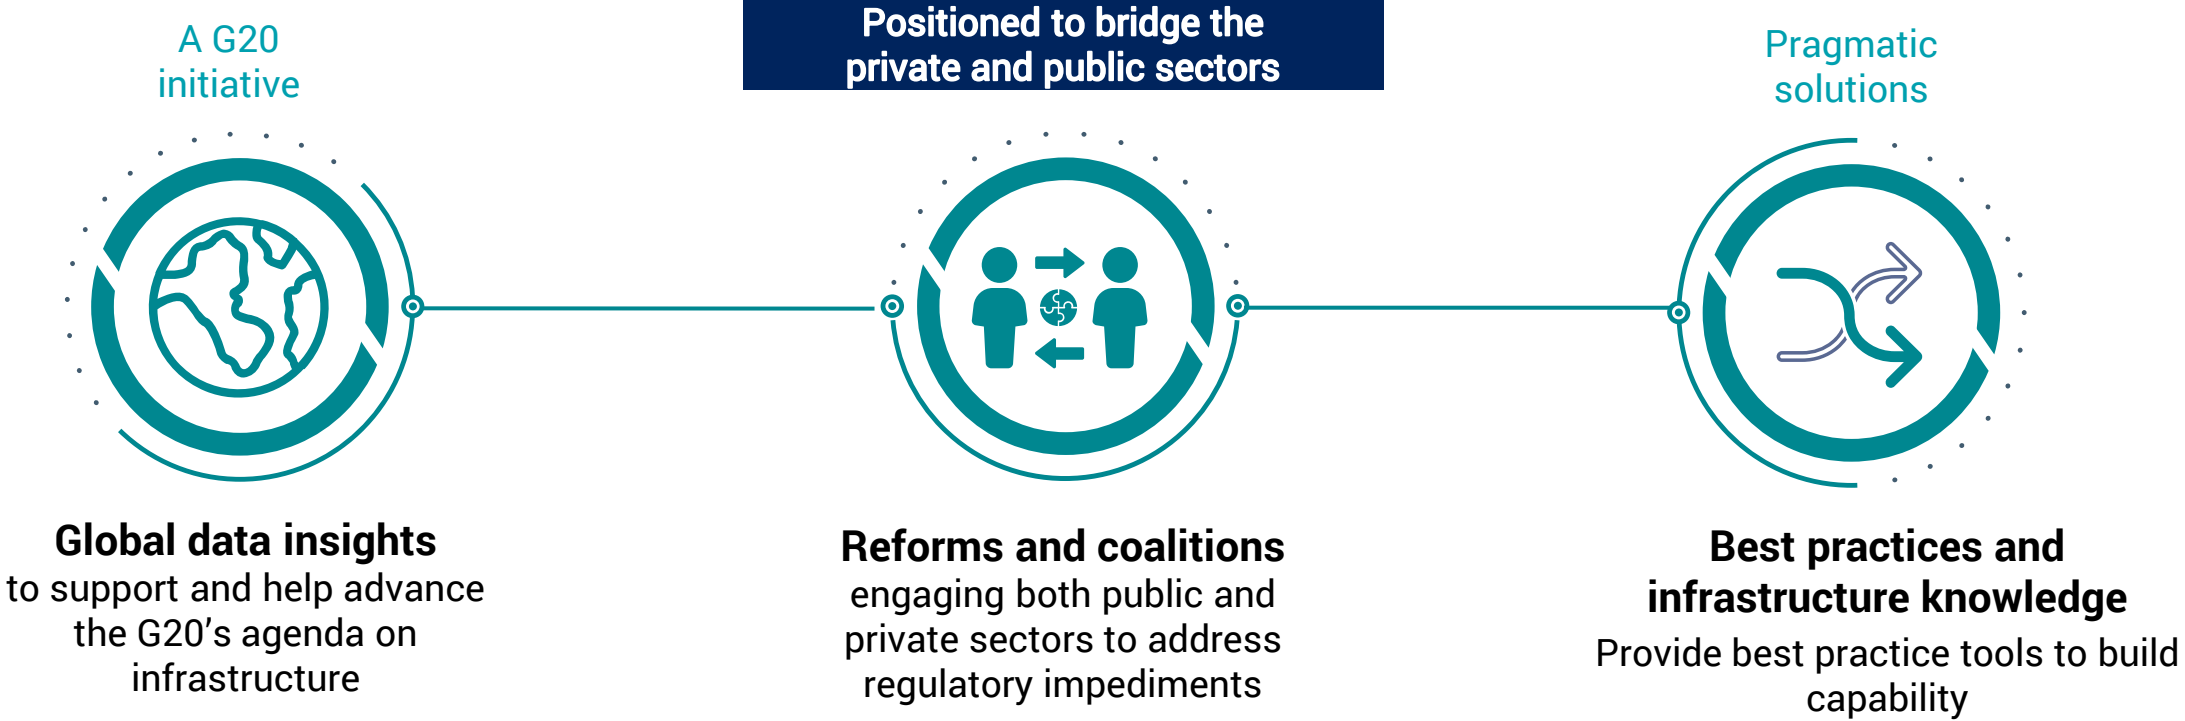 A G20
initiative
Positioned to bridge the
private and public sectors
Pragmatic
solutions
Global data insights
to support and help advance
the G20’s agenda on
infrastructure
Reforms and coalitions
engaging both public and
private sectors to address
regulatory impediments
Best practices and
infrastructure knowledge
Provide best practice tools to build
capability